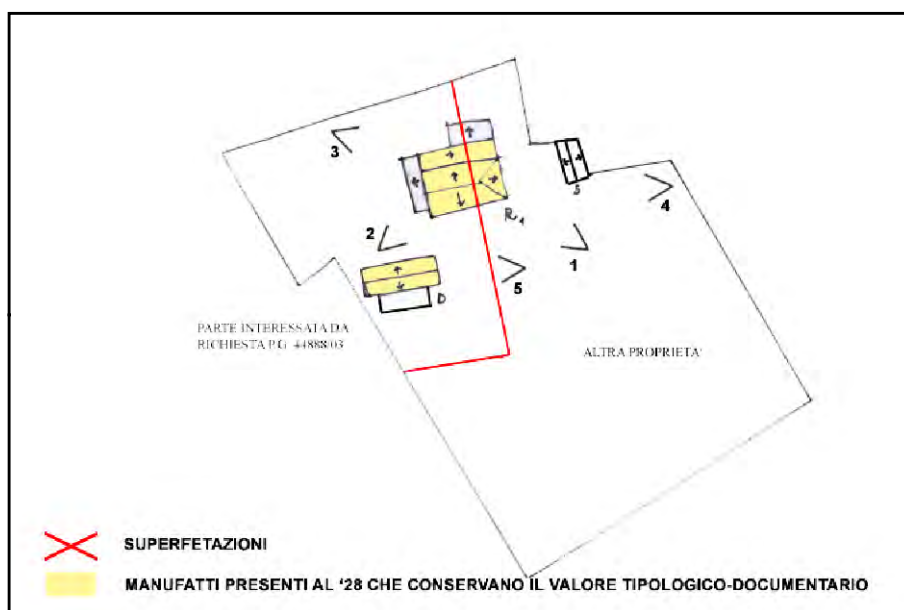 3
S
4
R1
2
1
5
D
PARTE INTERESSATA DA
RICHIESTA P.G. 44888/03
ALTRA PROPRIETA'
SUPERFETAZIONI
MANUFATTI PRESENTI AL '28 CHE CONSERVANO IL VALORE TIPOLOGICO-DOCUMENTARIO